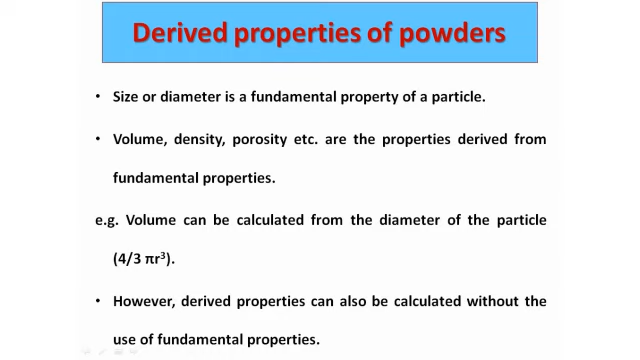 Derived properties of powders
• Size or diameter is a fundamental property of a particle.
• Volume, density, porosity etc. are the properties derived from
fundamental properties.
e.g. Volume can be calculated from the diameter of the particle
(4/3 πr³).
• However, derived properties can also be calculated without the
use of fundamental properties.